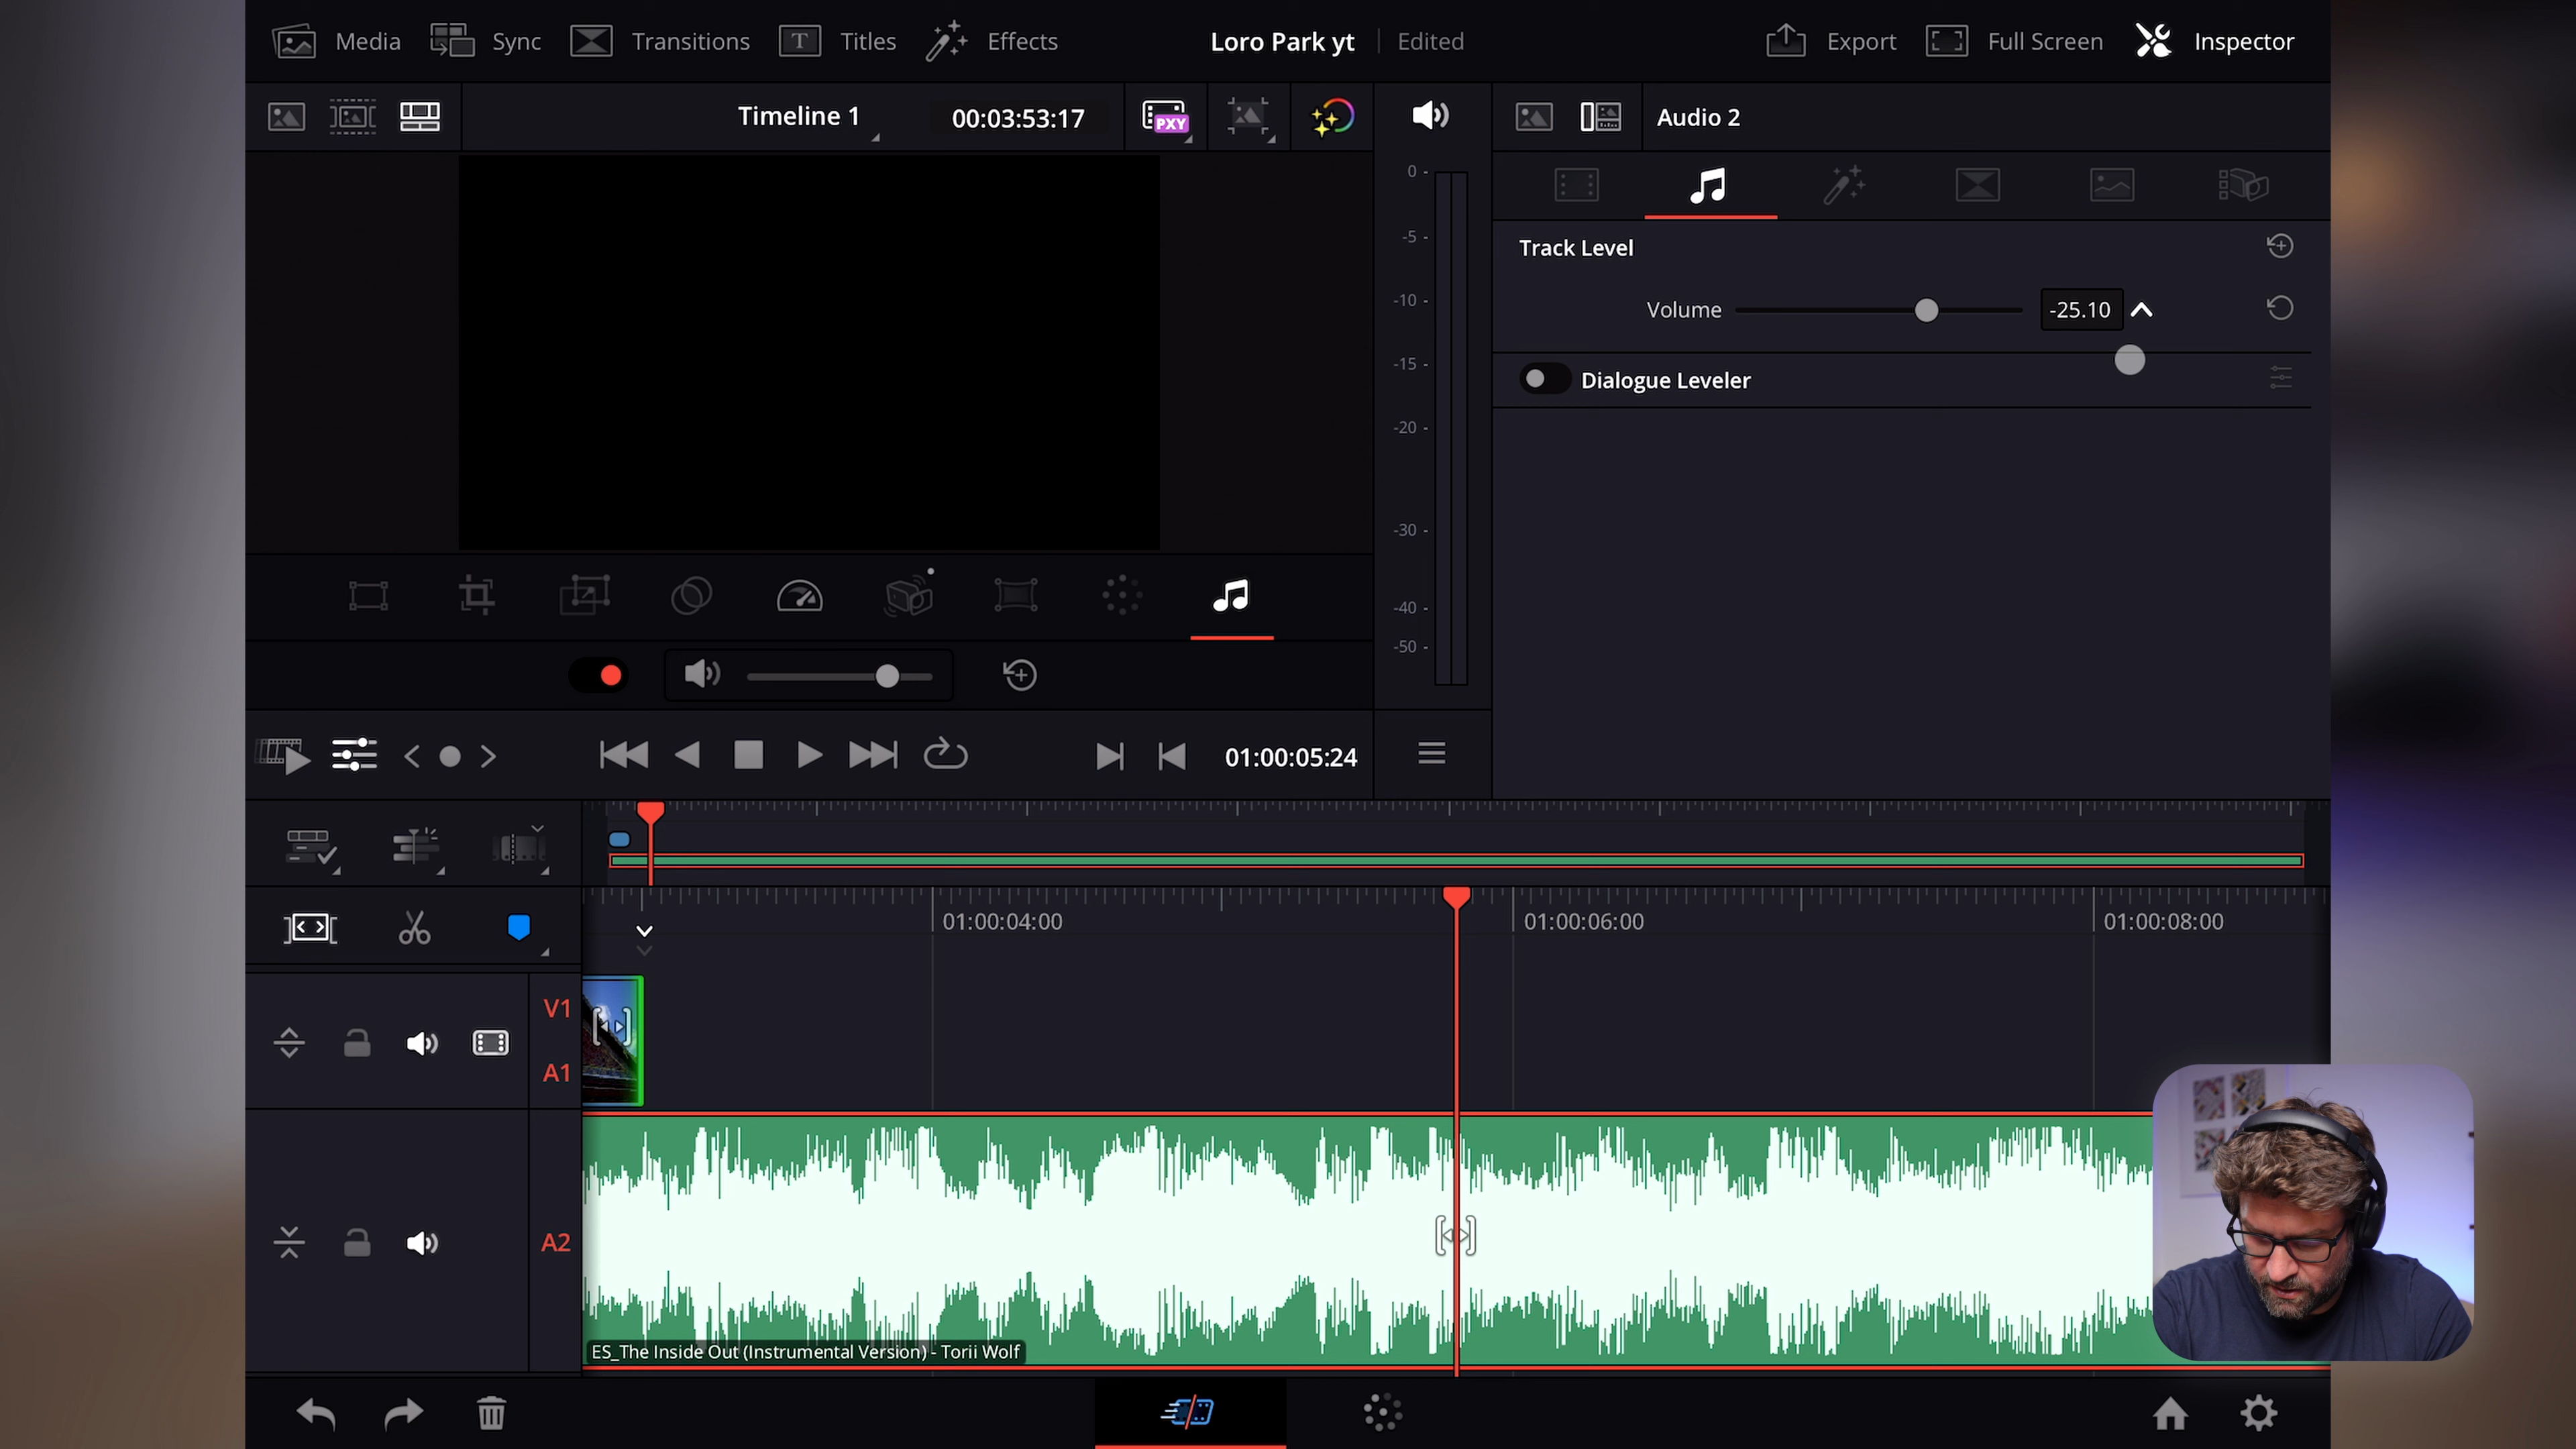 Media
Sync
Transitions
Titles
Effects
Loro Park yt
Edited
Export
Full Screen
Inspector
Timeline 1
00:03:53:17
PXY
Audio 2
Track Level
Volume
-25.10
Dialogue Leveler
0
-5
-10
-15
-20
-30
-40
-50
01:00:05:24
01:00:04:00
01:00:06:00
01:00:08:00
V1
A1
A2
ES_The Inside Out (Instrumental Version) - Torii Wolf